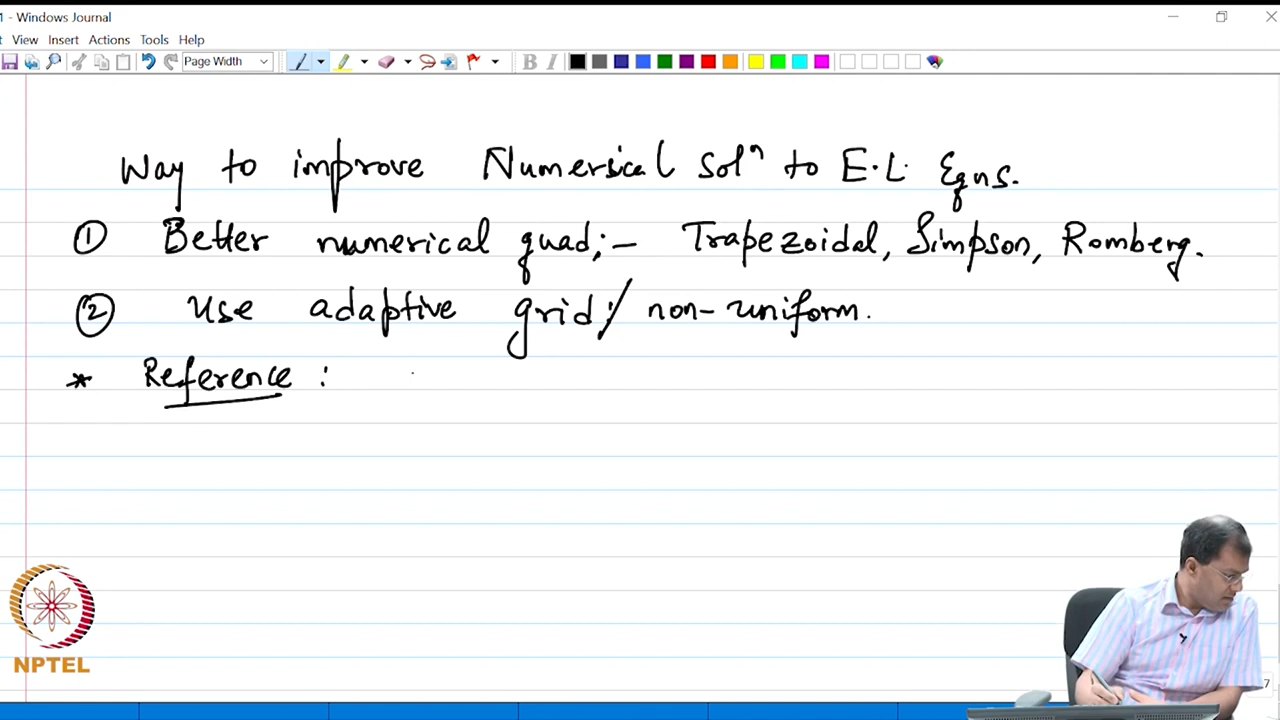 1 - Windows Journal
t View Insert Actions Tools Help
Page Width B I
Way to improve Numerical Solⁿ to E.L. Eqns.
① Better numerical quad;- Trapezoidal, Simpson, Romberg.
② Use adaptive grid:/ non-uniform.
* Reference :
NPTEL
7